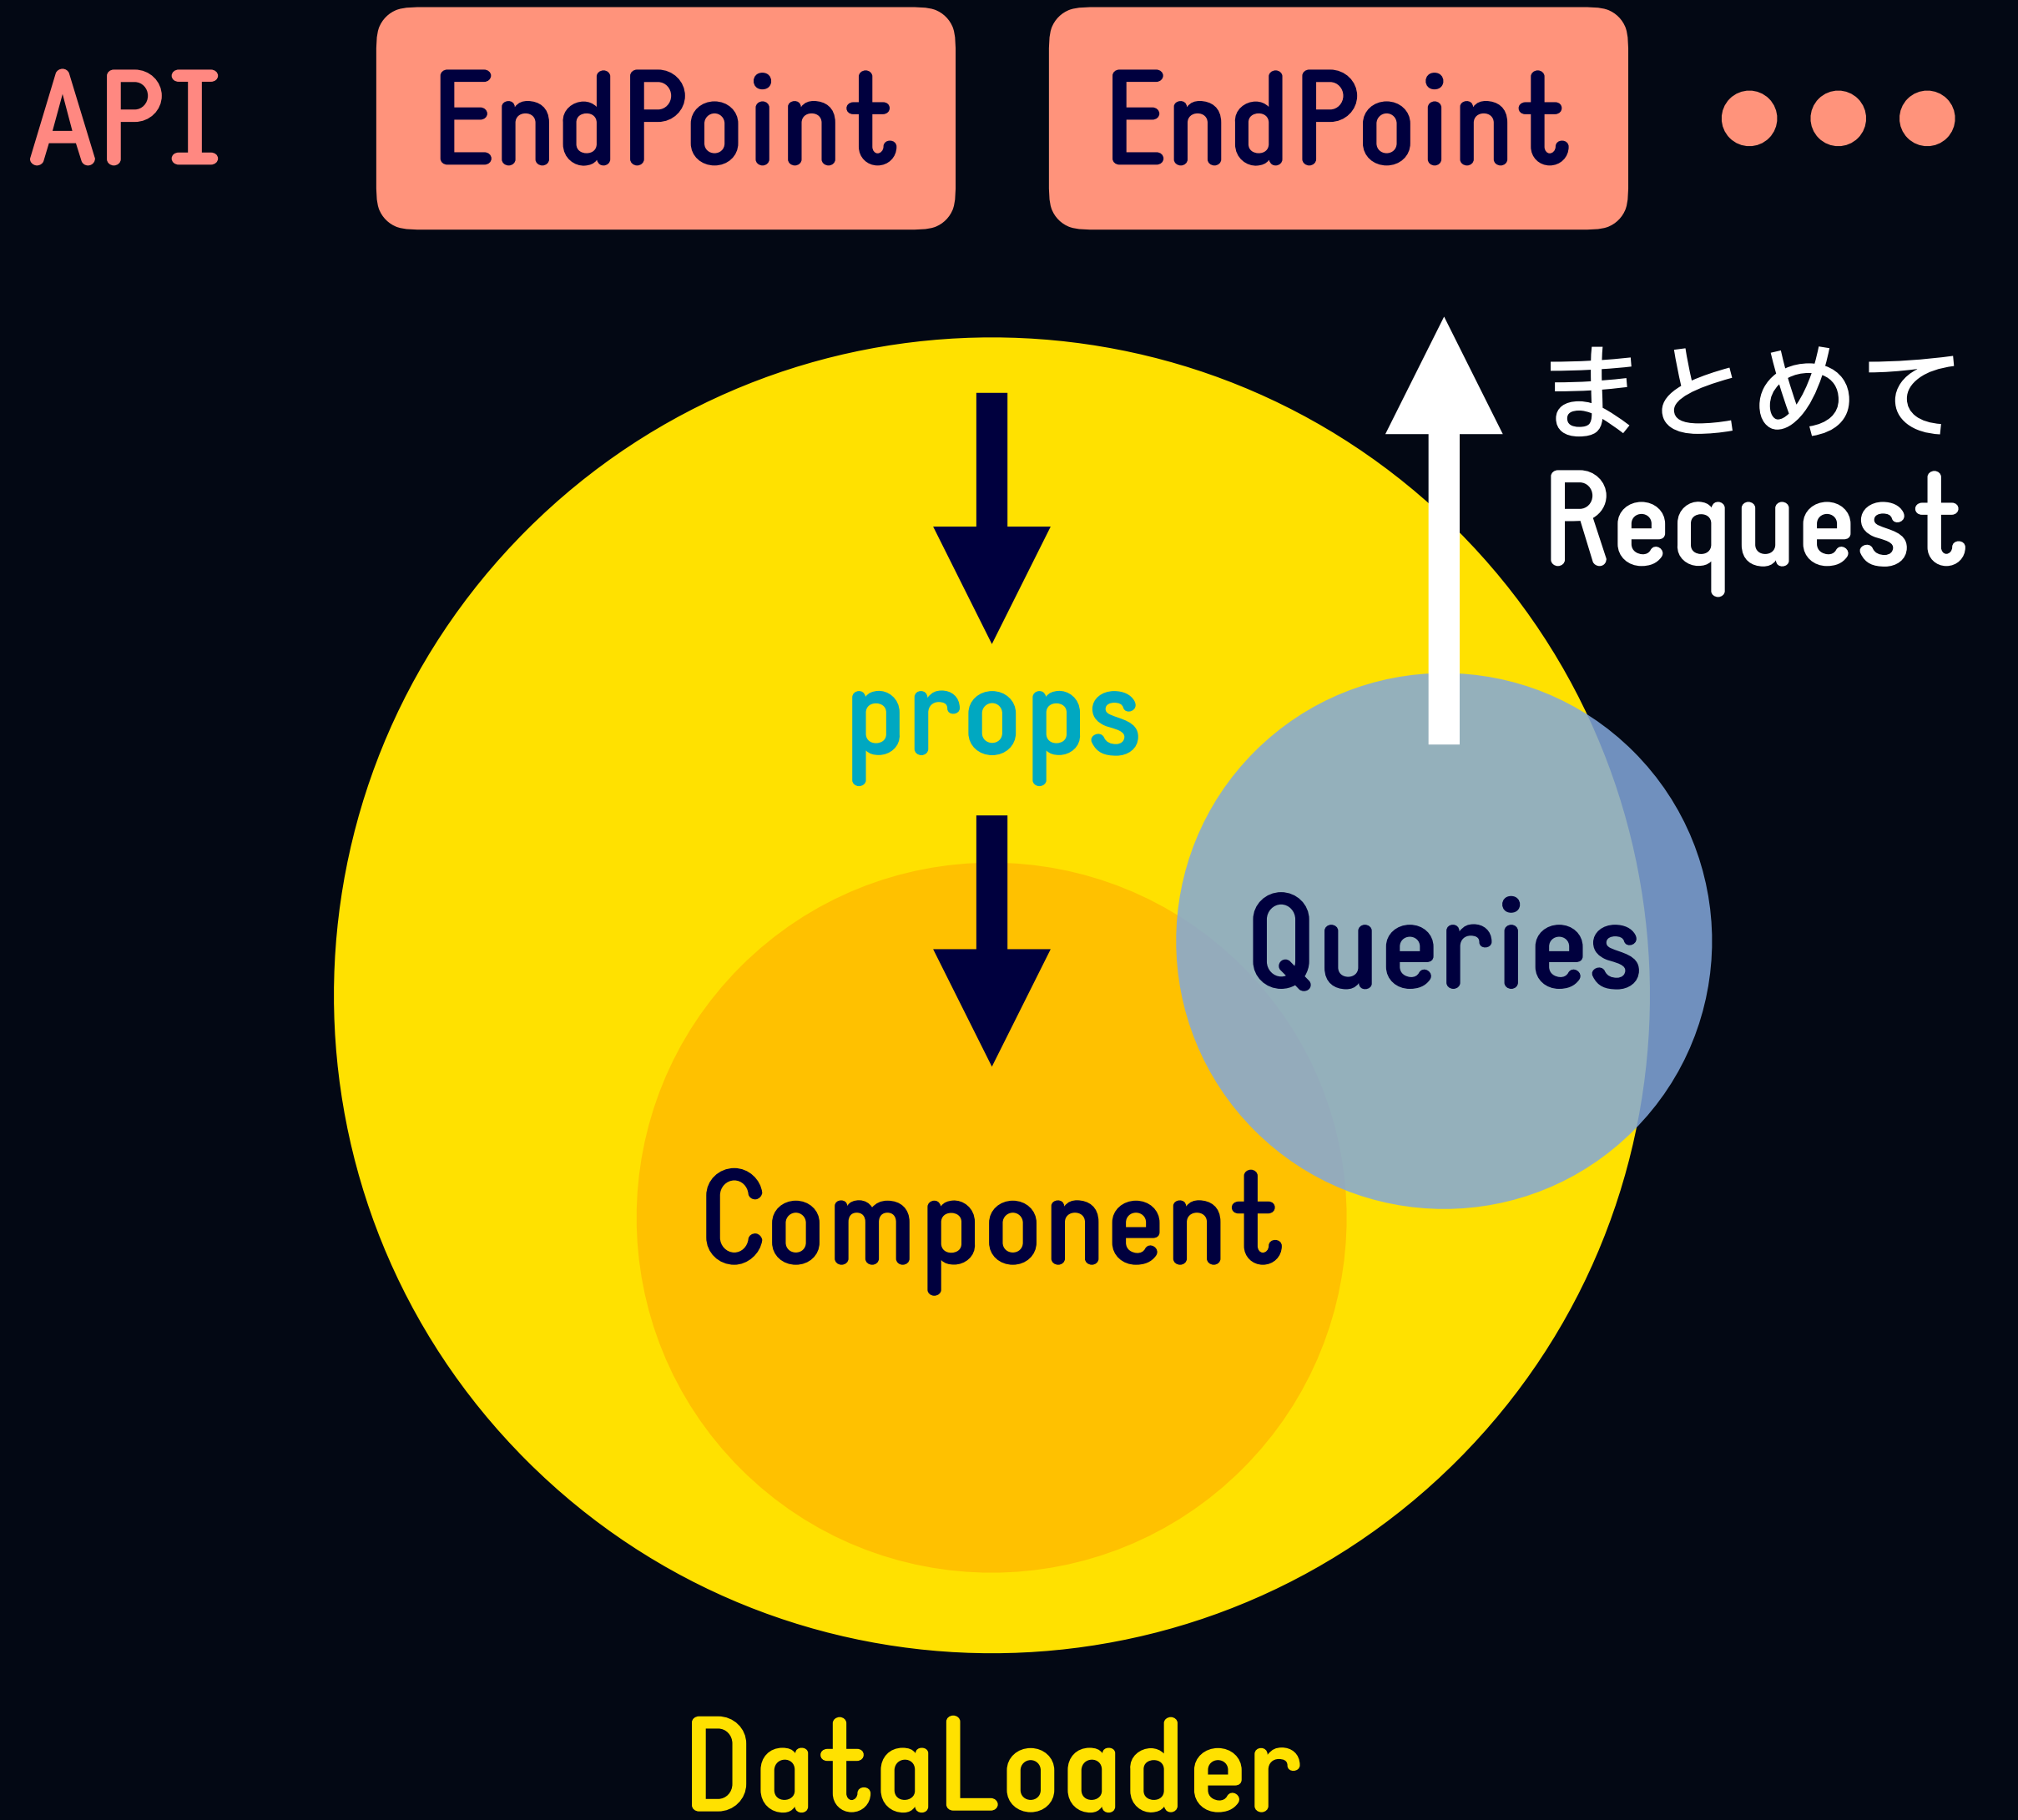 API
EndPoint
EndPoint
まとめて
Request
props
Queries
Component
DataLoader